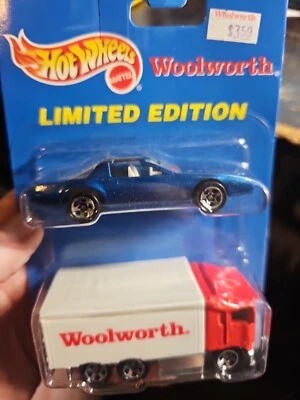 Woolworth
$3.59
Hot Wheels
MATTEL
Woolworth®
LIMITED EDITION
Woolworth®